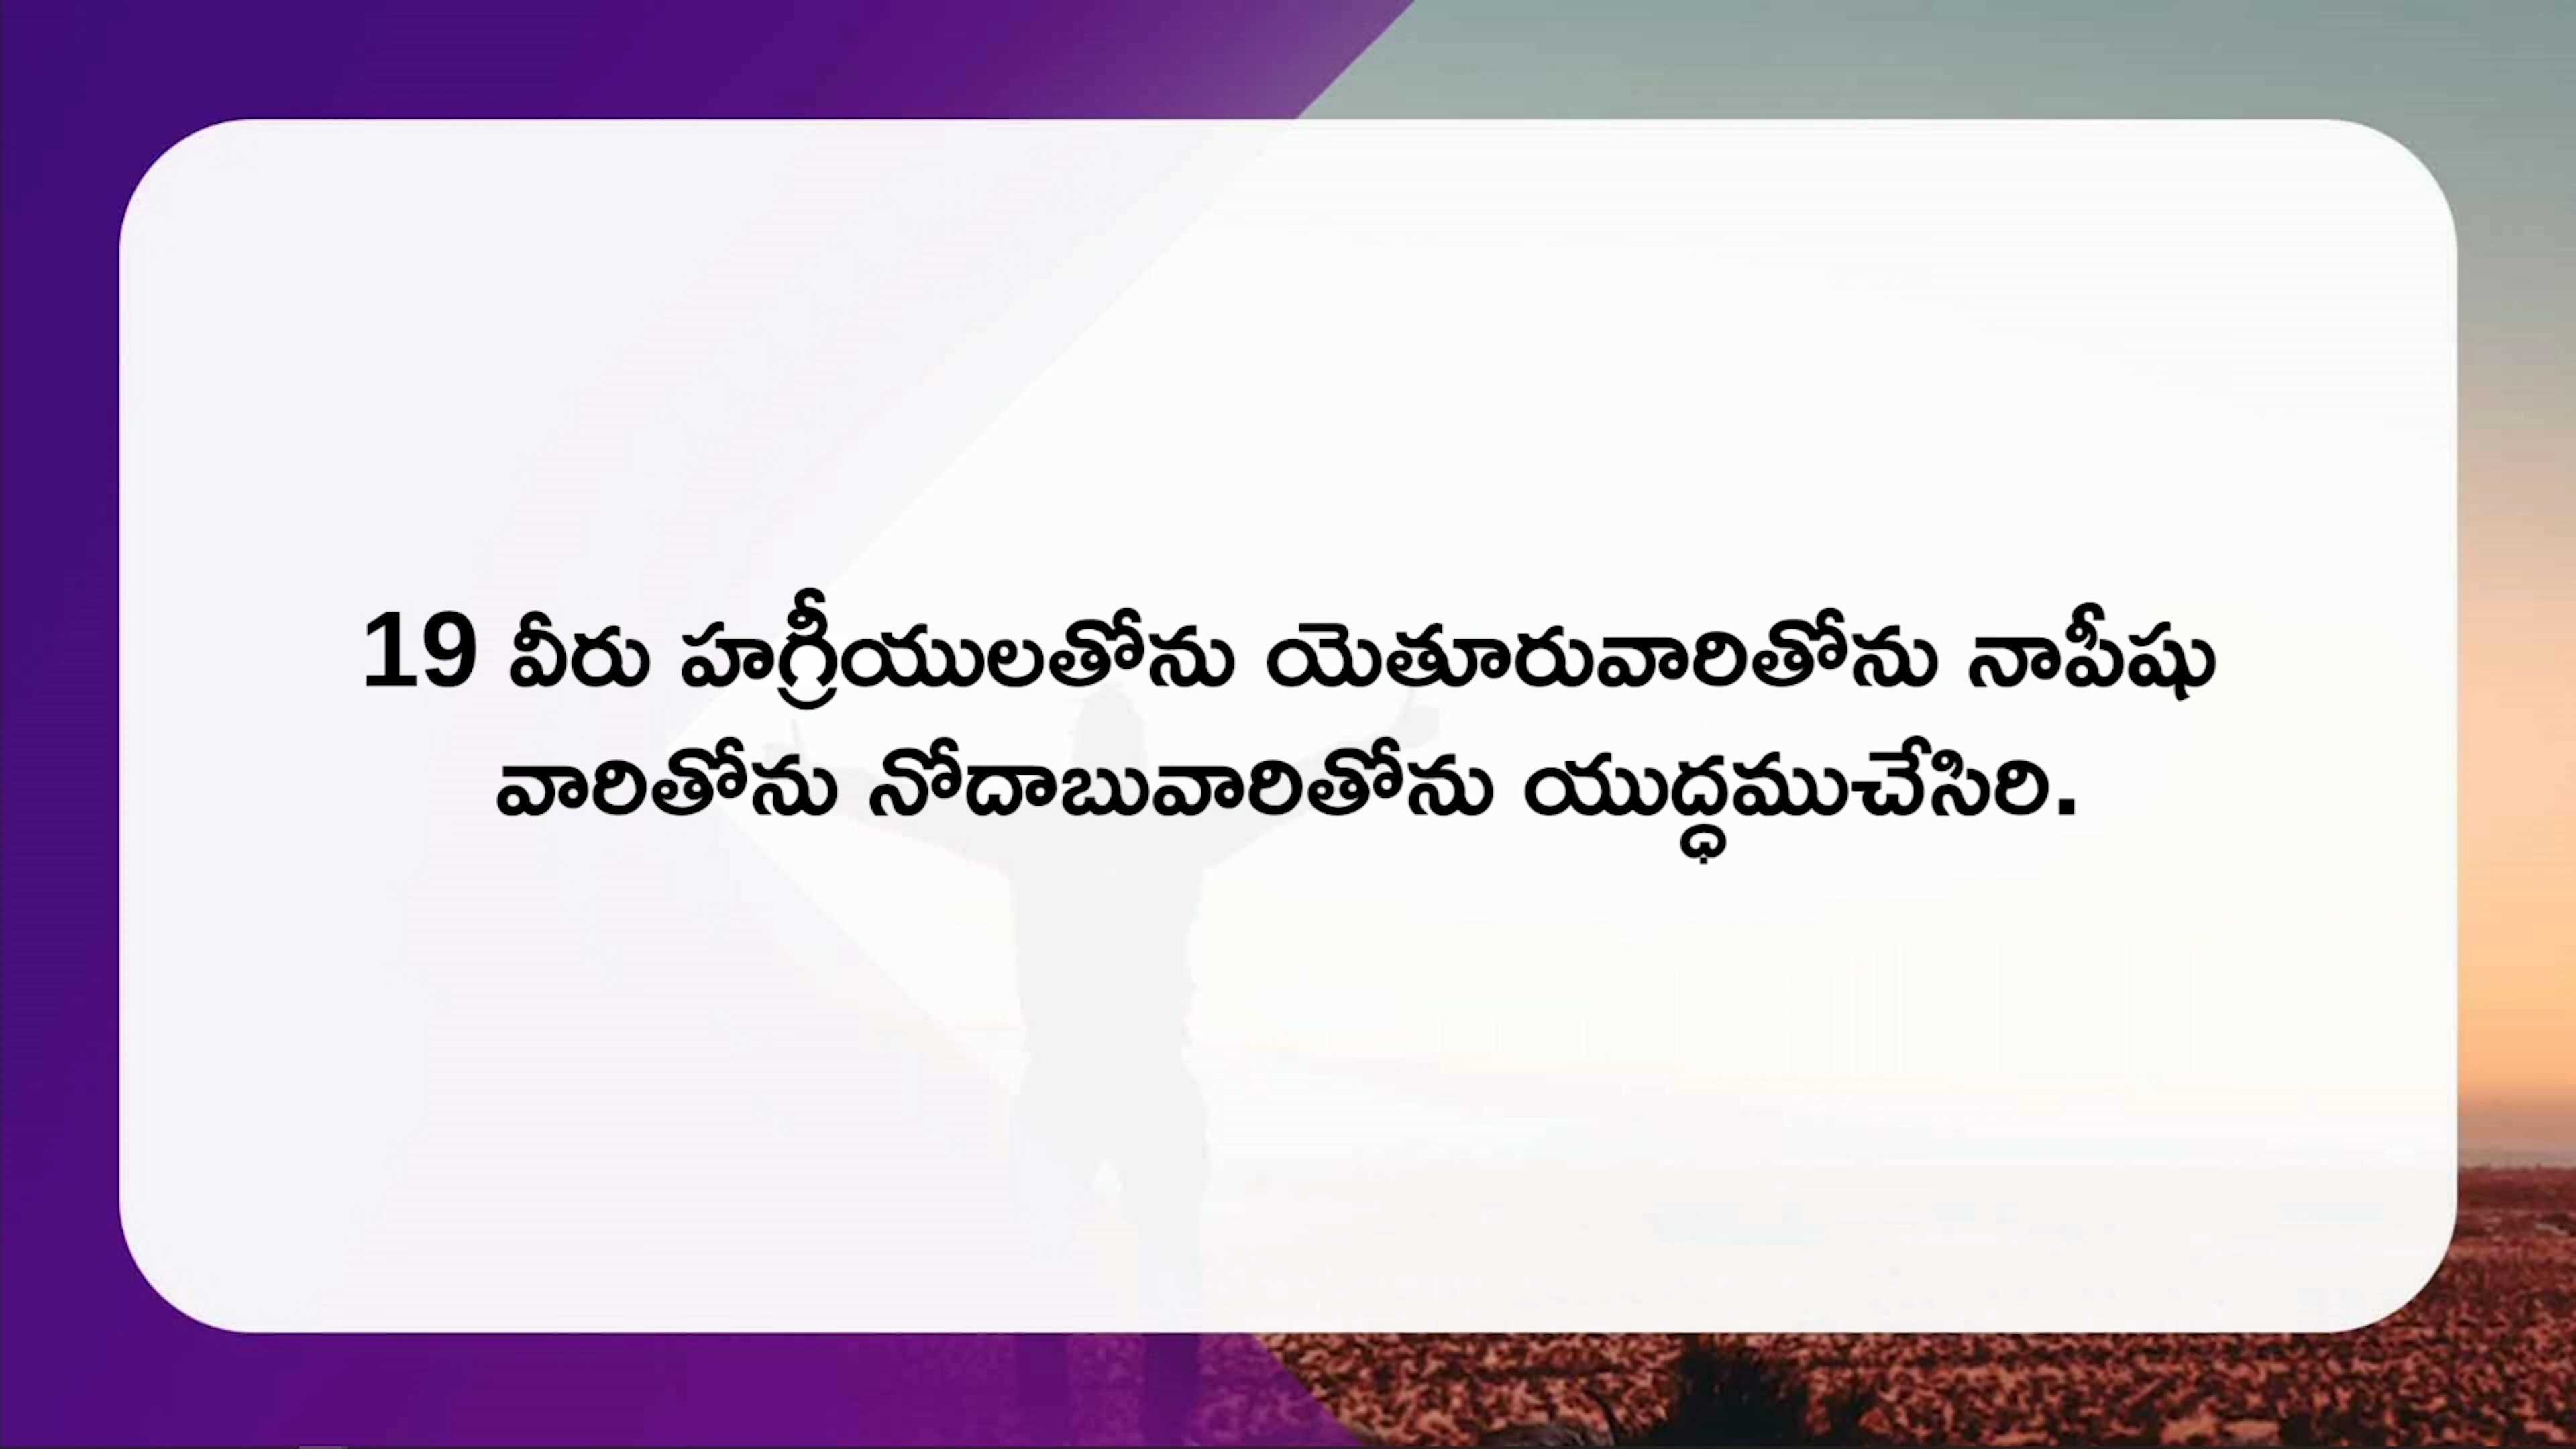 19 వీరు హగ్రీయులతోను యెతూరువారితోను నాపీషు
వారితోను నోదాబువారితోను యుద్ధముచేసిరి.